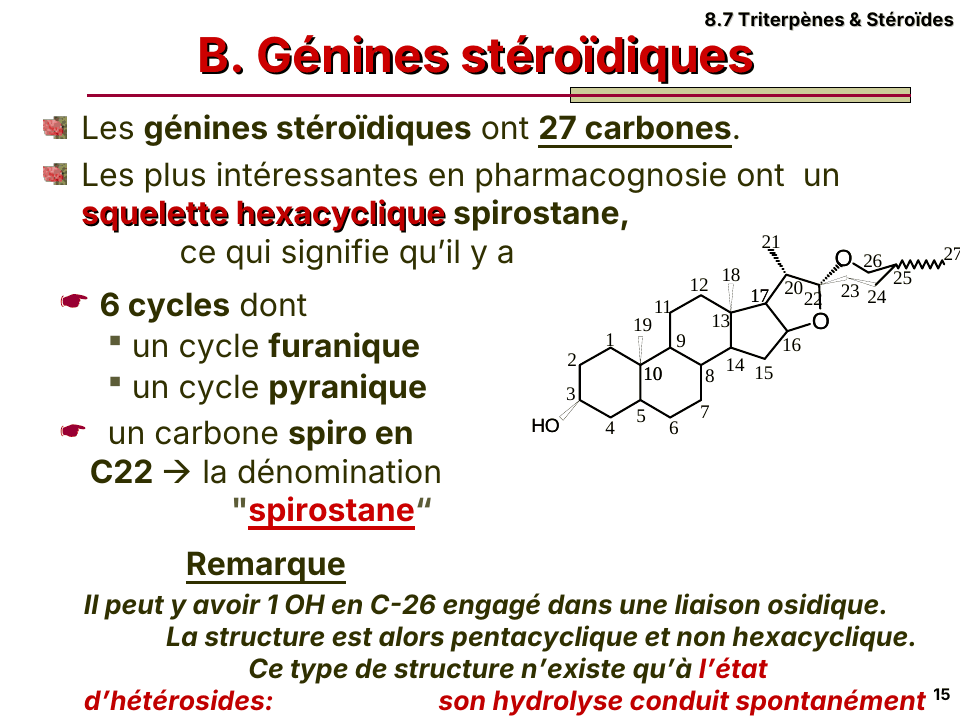 8.7 Triterpènes & Stéroïdes
B. Génines stéroïdiques
Les génines stéroïdiques ont 27 carbones.
Les plus intéressantes en pharmacognosie ont un
squelette hexacyclique spirostane,
ce qui signifie qu’il y a
6 cycles dont
un cycle furanique
un cycle pyranique
un carbone spiro en
C22 → la dénomination
"spirostane“
21
O
26
27
25
18
20
23
24
12
17
22
11
19
13
O
1
9
16
2
10
14
15
8
3
HO
4
5
6
7
Remarque
Il peut y avoir 1 OH en C-26 engagé dans une liaison osidique.
La structure est alors pentacyclique et non hexacyclique.
Ce type de structure n’existe qu’à l’état
d’hétérosides: son hydrolyse conduit spontanément
15